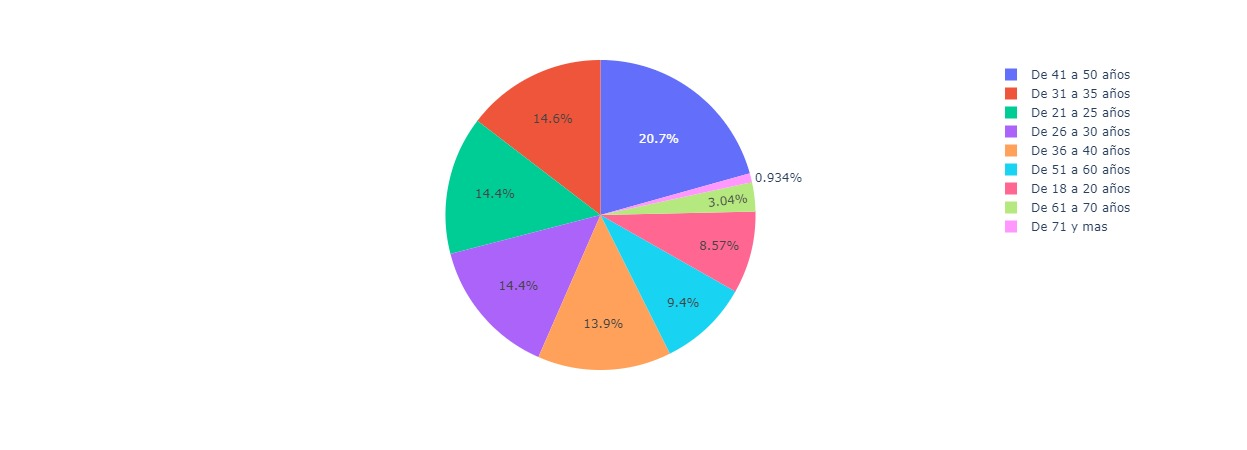 20.7%
14.6%
14.4%
14.4%
13.9%
9.4%
8.57%
3.04%
0.934%
De 41 a 50 años
De 31 a 35 años
De 21 a 25 años
De 26 a 30 años
De 36 a 40 años
De 51 a 60 años
De 18 a 20 años
De 61 a 70 años
De 71 y mas